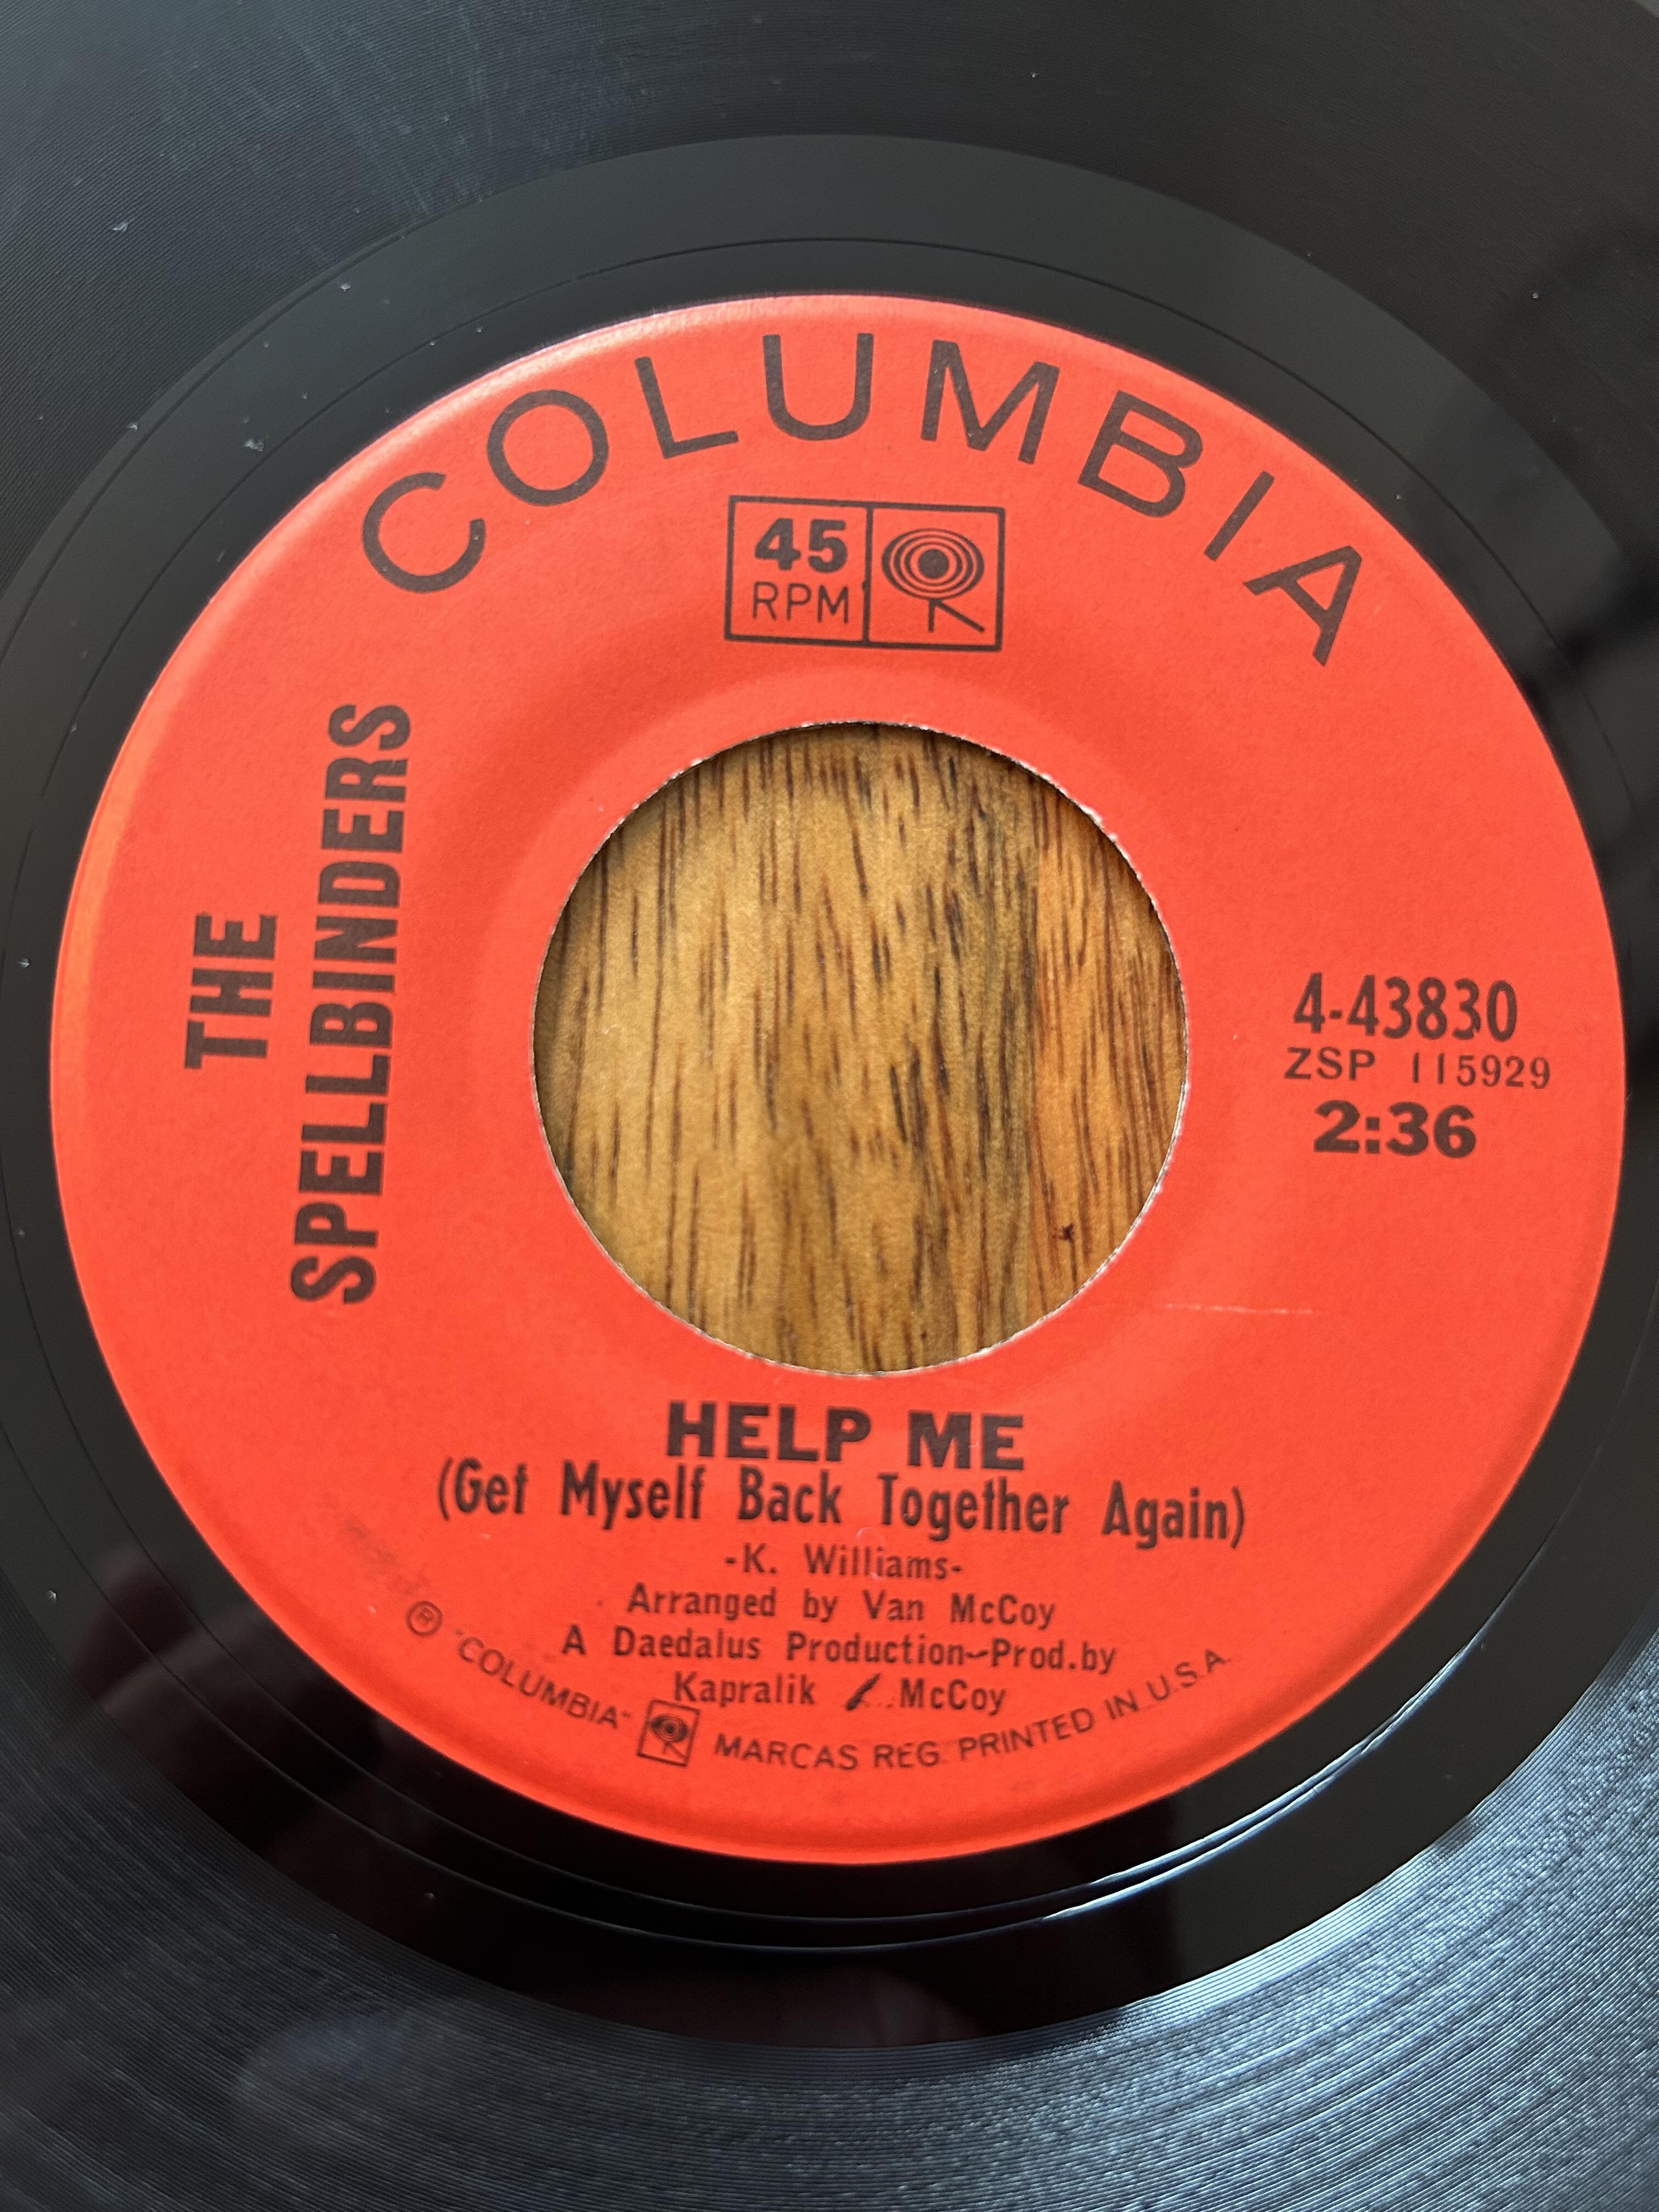 COLUMBIA
45
RPM
THE
SPELLBINDERS
4-43830
ZSP 115929
2:36
HELP ME
(Get Myself Back Together Again)
-K. Williams-
Arranged by Van McCoy
A Daedalus Production-Prod.by
Kapralik & McCoy
® "COLUMBIA" MARCAS REG. PRINTED IN U.S.A.